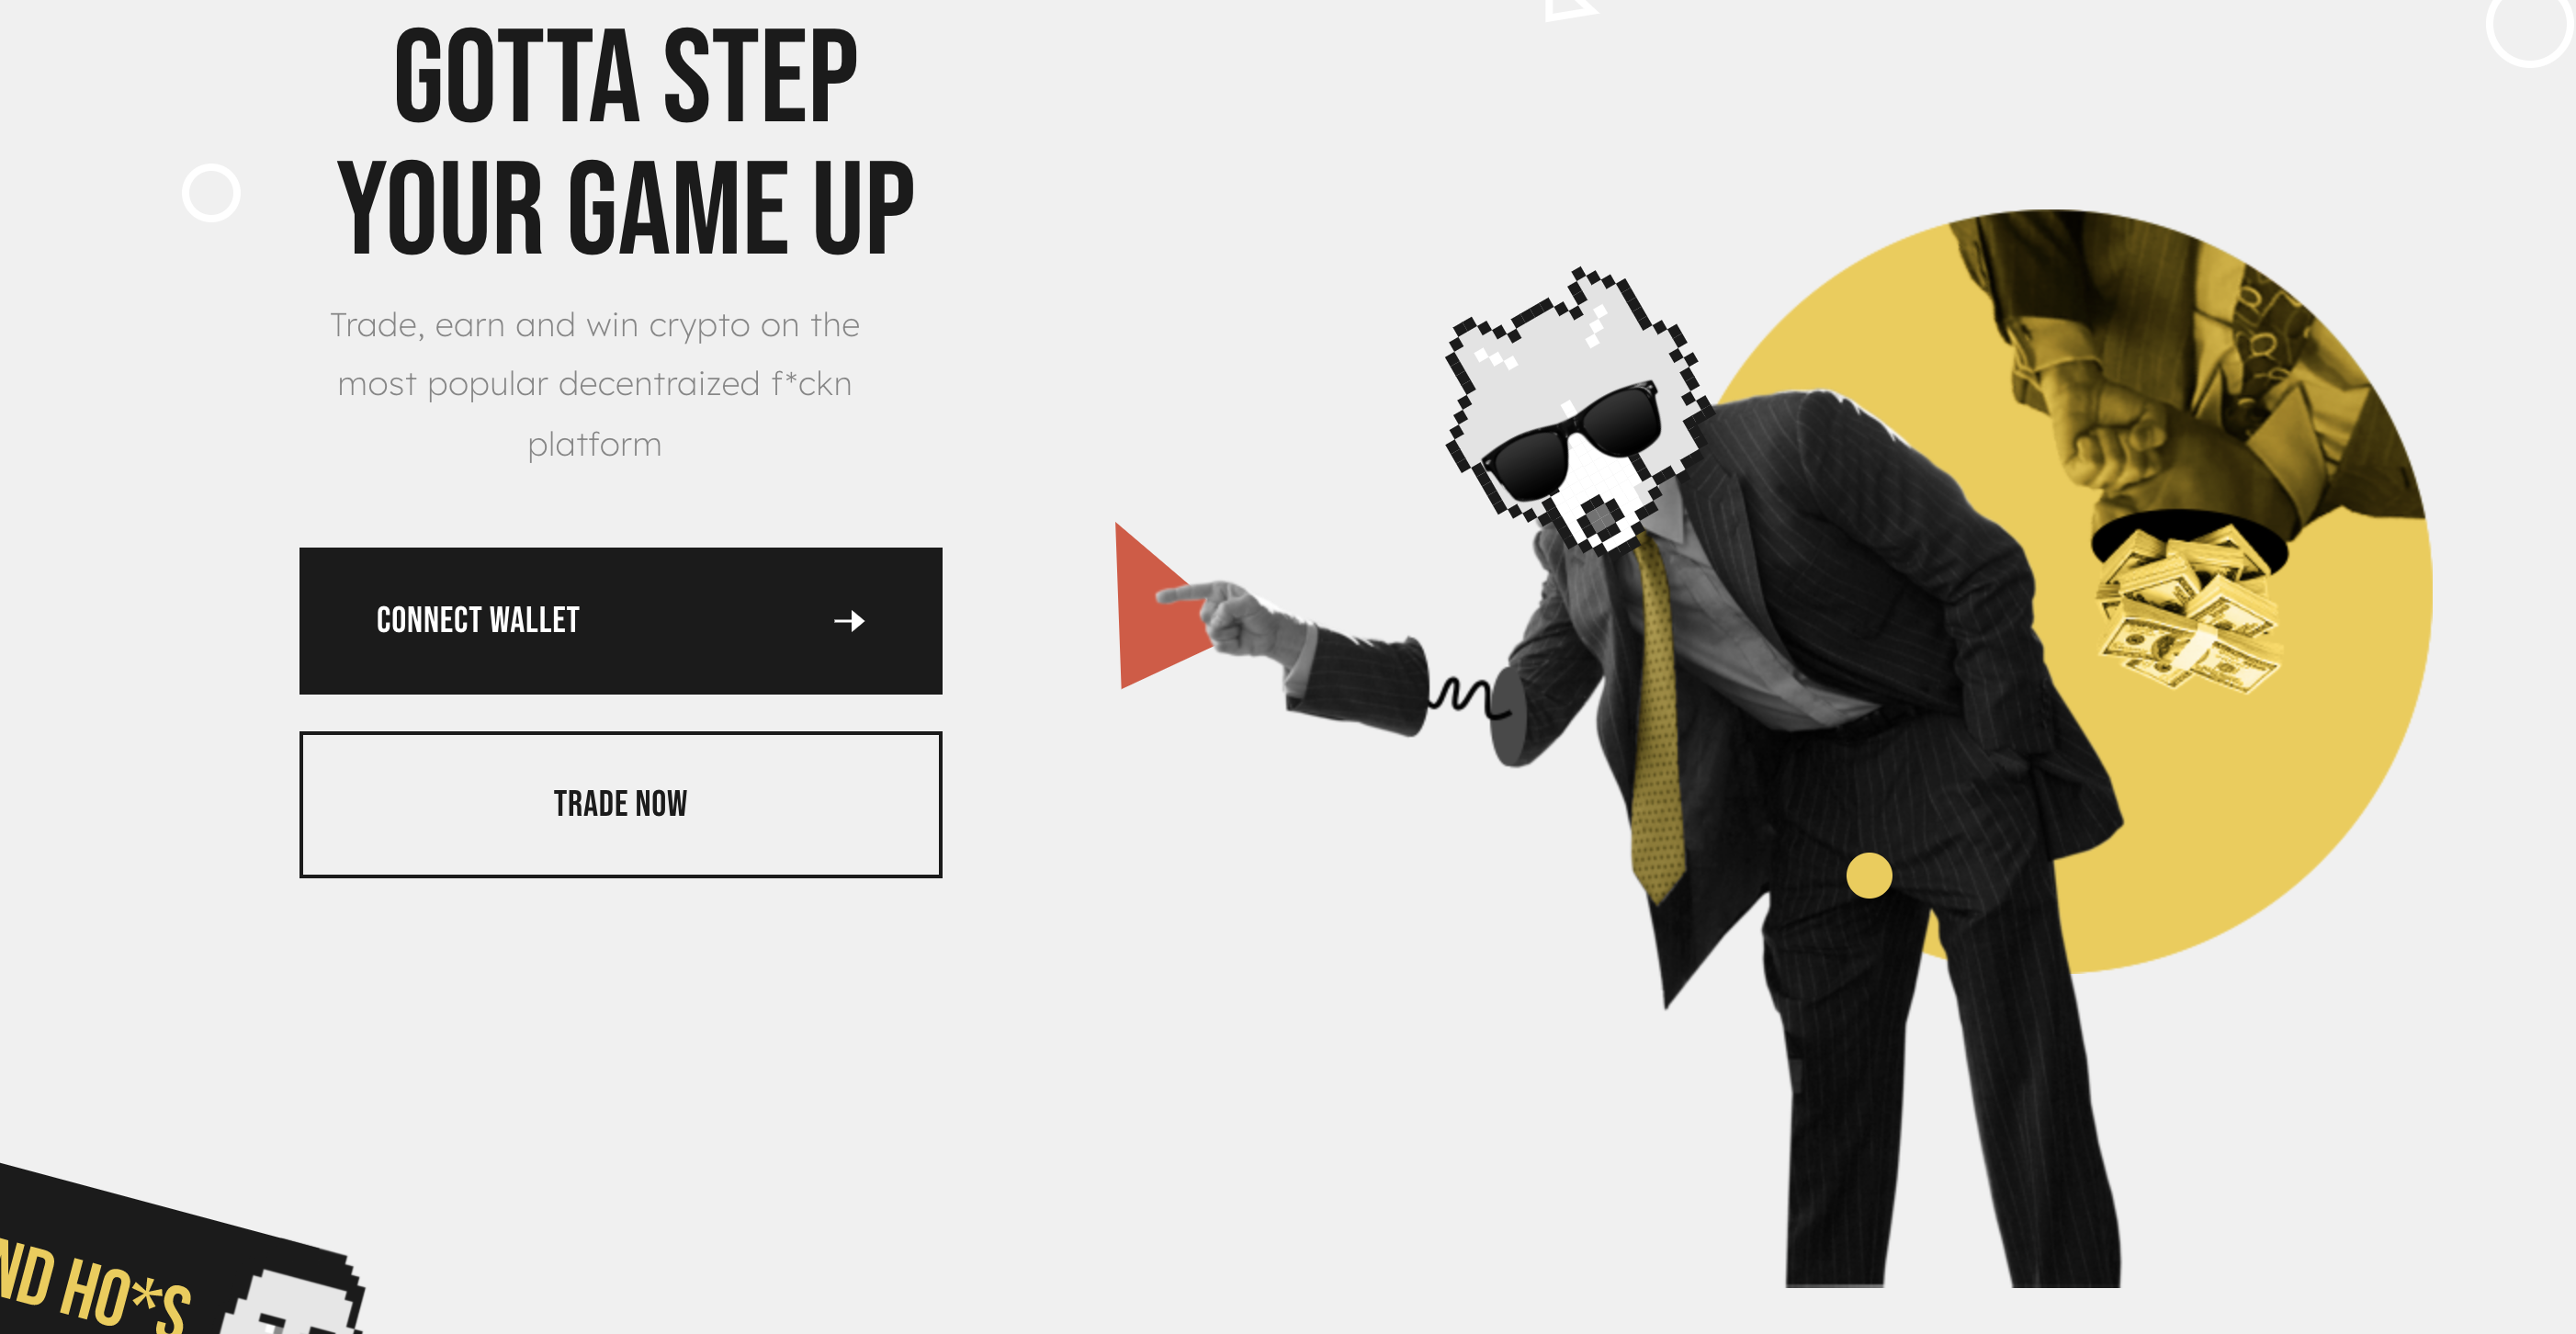 GOTTA STEP
YOUR GAME UP
Trade, earn and win crypto on the
most popular decentraized f*ckn
platform
CONNECT WALLET
TRADE NOW
ND HO*S